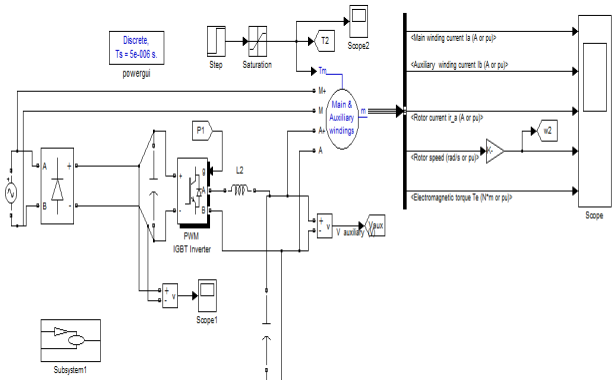 Discrete,
Ts = 5e-006 s.
powergui
Step
Saturation
T2
Scope2
Tm
M+
M
A+
A
Main &
Auxiliary
windings
m
<Main winding current Ia (A or pu)>
<Auxiliary winding current Ib (A or pu)>
<Rotor current ir_a (A pu)>
<Rotor speed (rad/s or pu)>
<Electromagnetic torque Te (N*m or pu)>
w2
Scope
P1
L2
A
B
+
-
+
-
g
A
B
PWM
IGBT Inverter
+
-
v
V auxiliary
Vaux
+
-
v
Scope1
Subsystem1